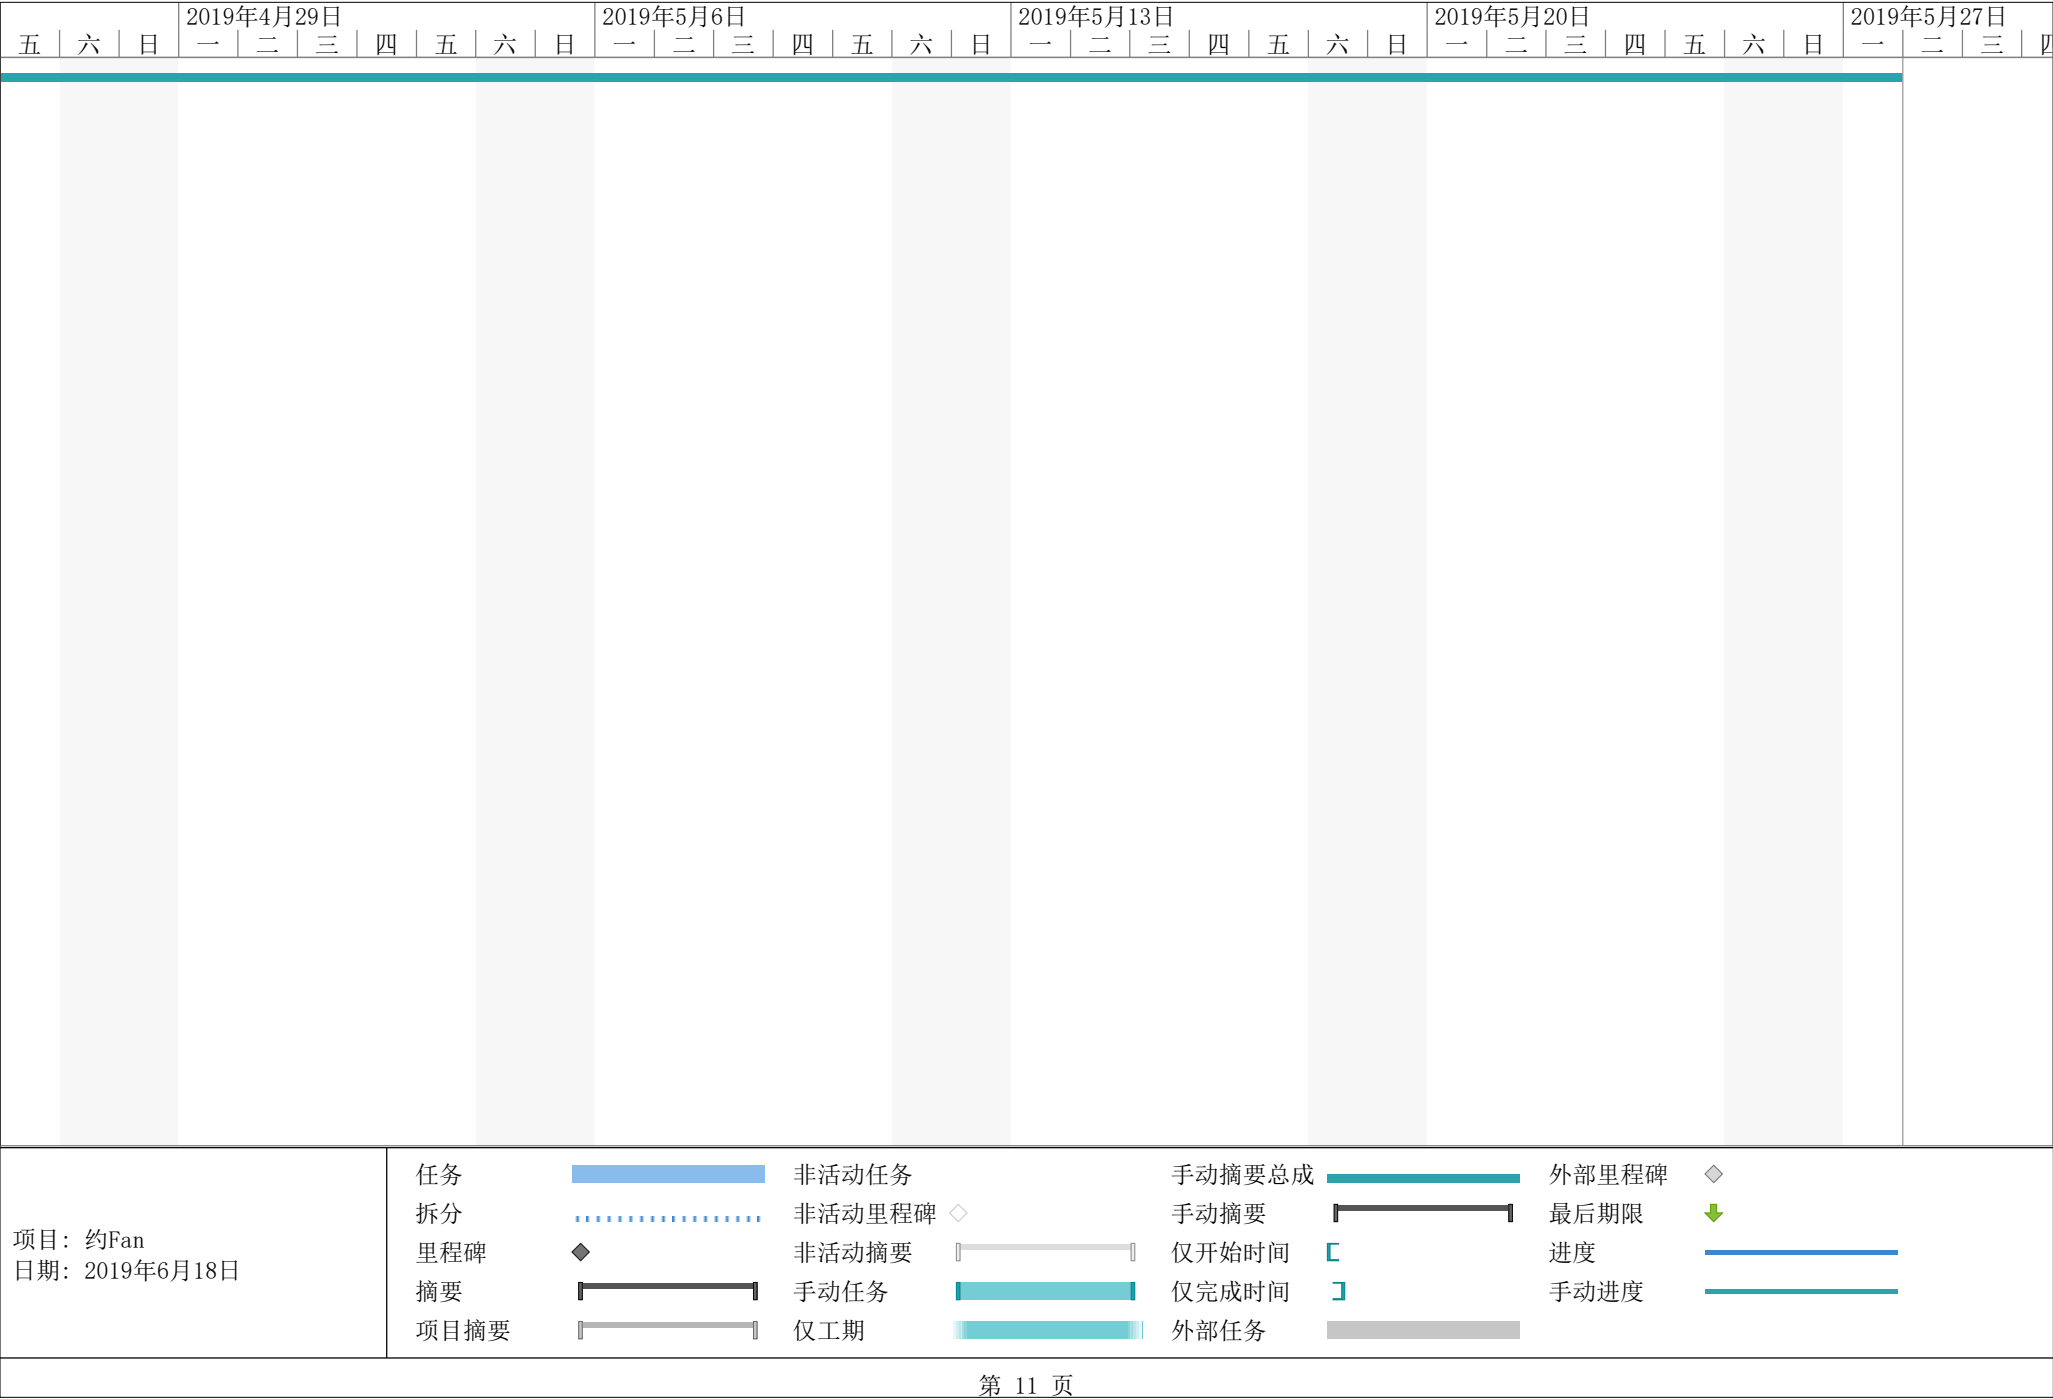 2019年4月29日 2019年5月6日 2019年5月13日 2019年5月20日 2019年5月27日
五 六 日 一 二 三 四 五 六 日 一 二 三 四 五 六 日 一 二 三 四 五 六 日 一 二 三 四 五 六 日 一 二 三 四
项目: 约Fan
日期: 2019年6月18日
任务
拆分
里程碑
摘要
项目摘要
非活动任务
非活动里程碑
非活动摘要
手动任务
仅工期
手动摘要总成
手动摘要
仅开始时间
仅完成时间
外部任务
外部里程碑
最后期限
进度
手动进度
第 11 页